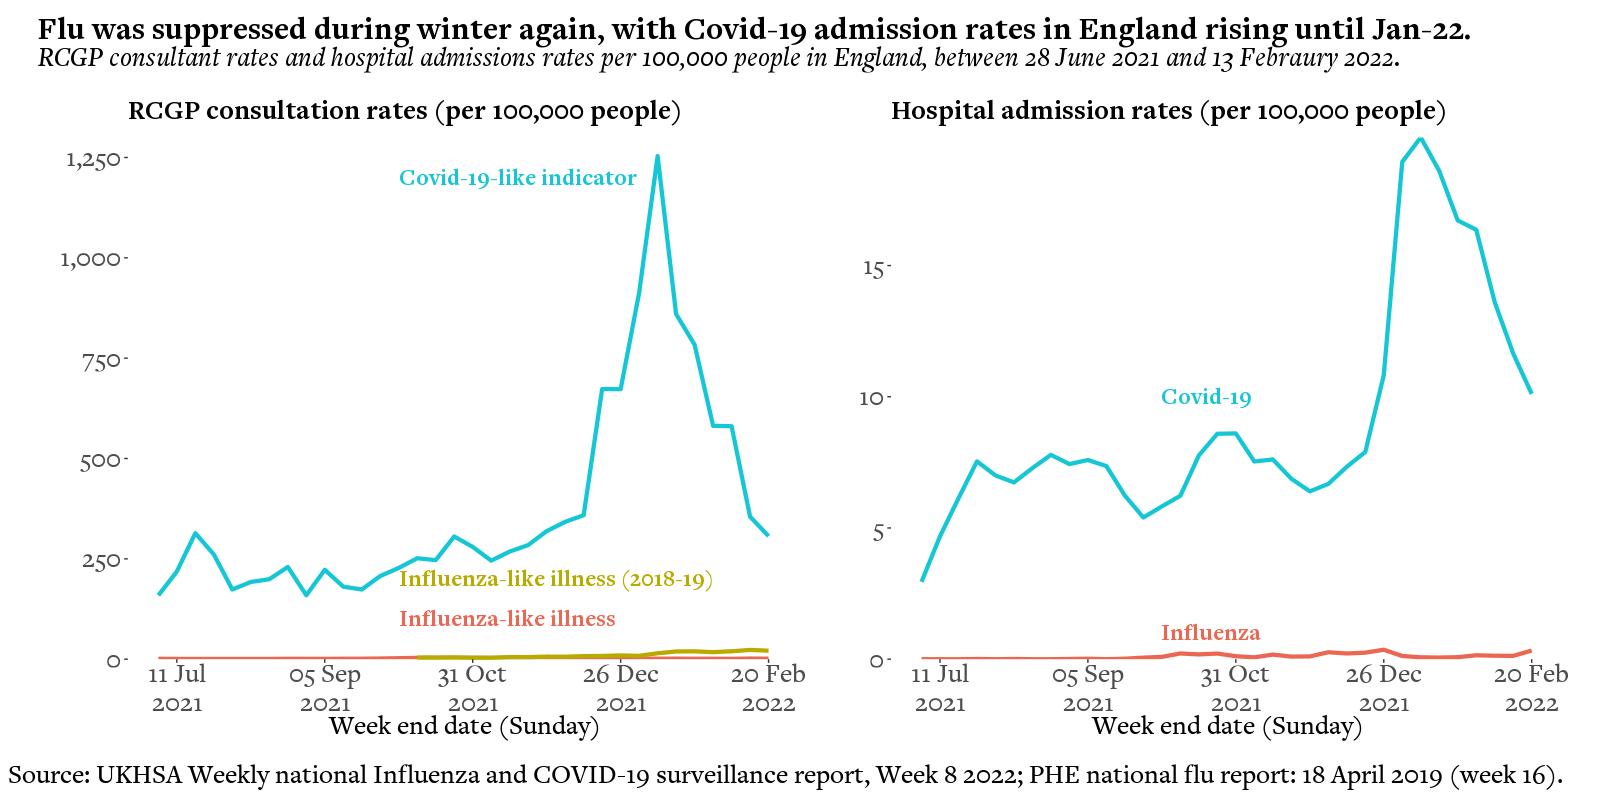 Flu was suppressed during winter again, with Covid-19 admission rates in England rising until Jan-22.
RCGP consultant rates and hospital admissions rates per 100,000 people in England, between 28 June 2021 and 13 Febraury 2022.
RCGP consultation rates (per 100,000 people)
1,250
1,000
750
500
250
0
Covid-19-like indicator
Influenza-like illness (2018-19)
Influenza-like illness
11 Jul 05 Sep 31 Oct 26 Dec 20 Feb
2021 2021 2021 2021 2022
Week end date (Sunday)
Hospital admission rates (per 100,000 people)
15
10
5
0
Covid-19
Influenza
11 Jul 05 Sep 31 Oct 26 Dec 20 Feb
2021 2021 2021 2021 2022
Week end date (Sunday)
Source: UKHSA Weekly national Influenza and COVID-19 surveillance report, Week 8 2022; PHE national flu report: 18 April 2019 (week 16).